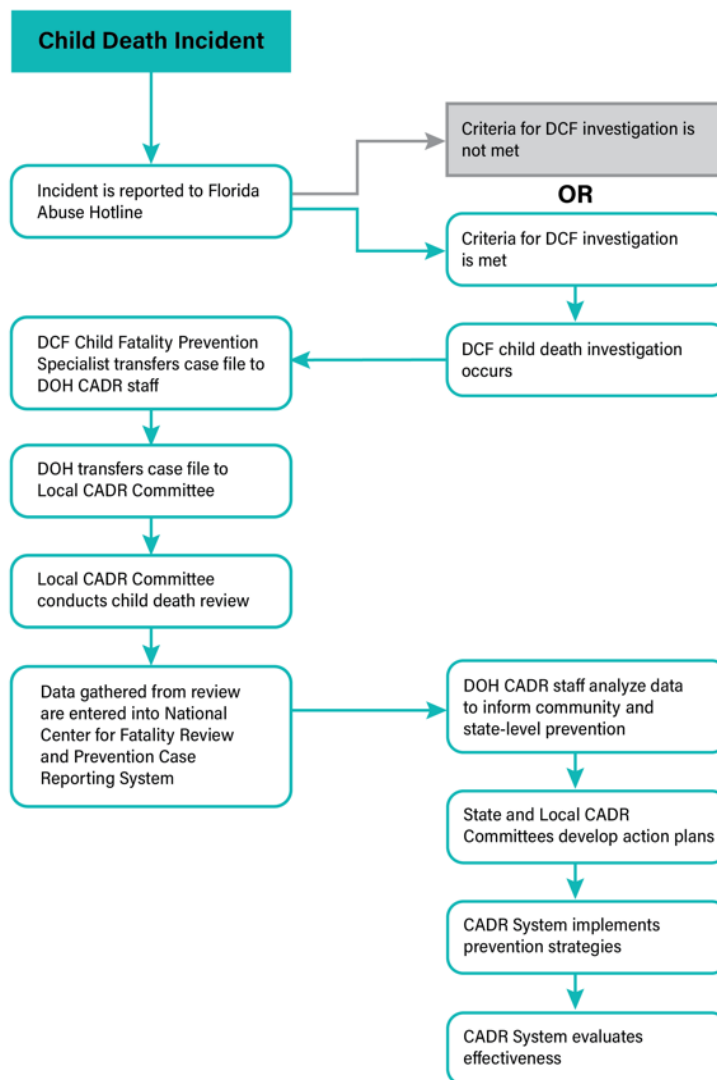 Child Death Incident
Criteria for DCF investigation is
not met
Incident is reported to Florida
Abuse Hotline
OR
Criteria for DCF investigation
is met
DCF child death investigation
occurs
DCF Child Fatality Prevention
Specialist transfers case file to
DOH CADR staff
DOH transfers case file to
Local CADR Committee
Local CADR Committee
conducts child death review
Data gathered from review
are entered into National
Center for Fatality Review
and Prevention Case
Reporting System
DOH CADR staff analyze data
to inform community and
state-level prevention
State and Local CADR
Committees develop action plans
CADR System implements
prevention strategies
CADR System evaluates
effectiveness